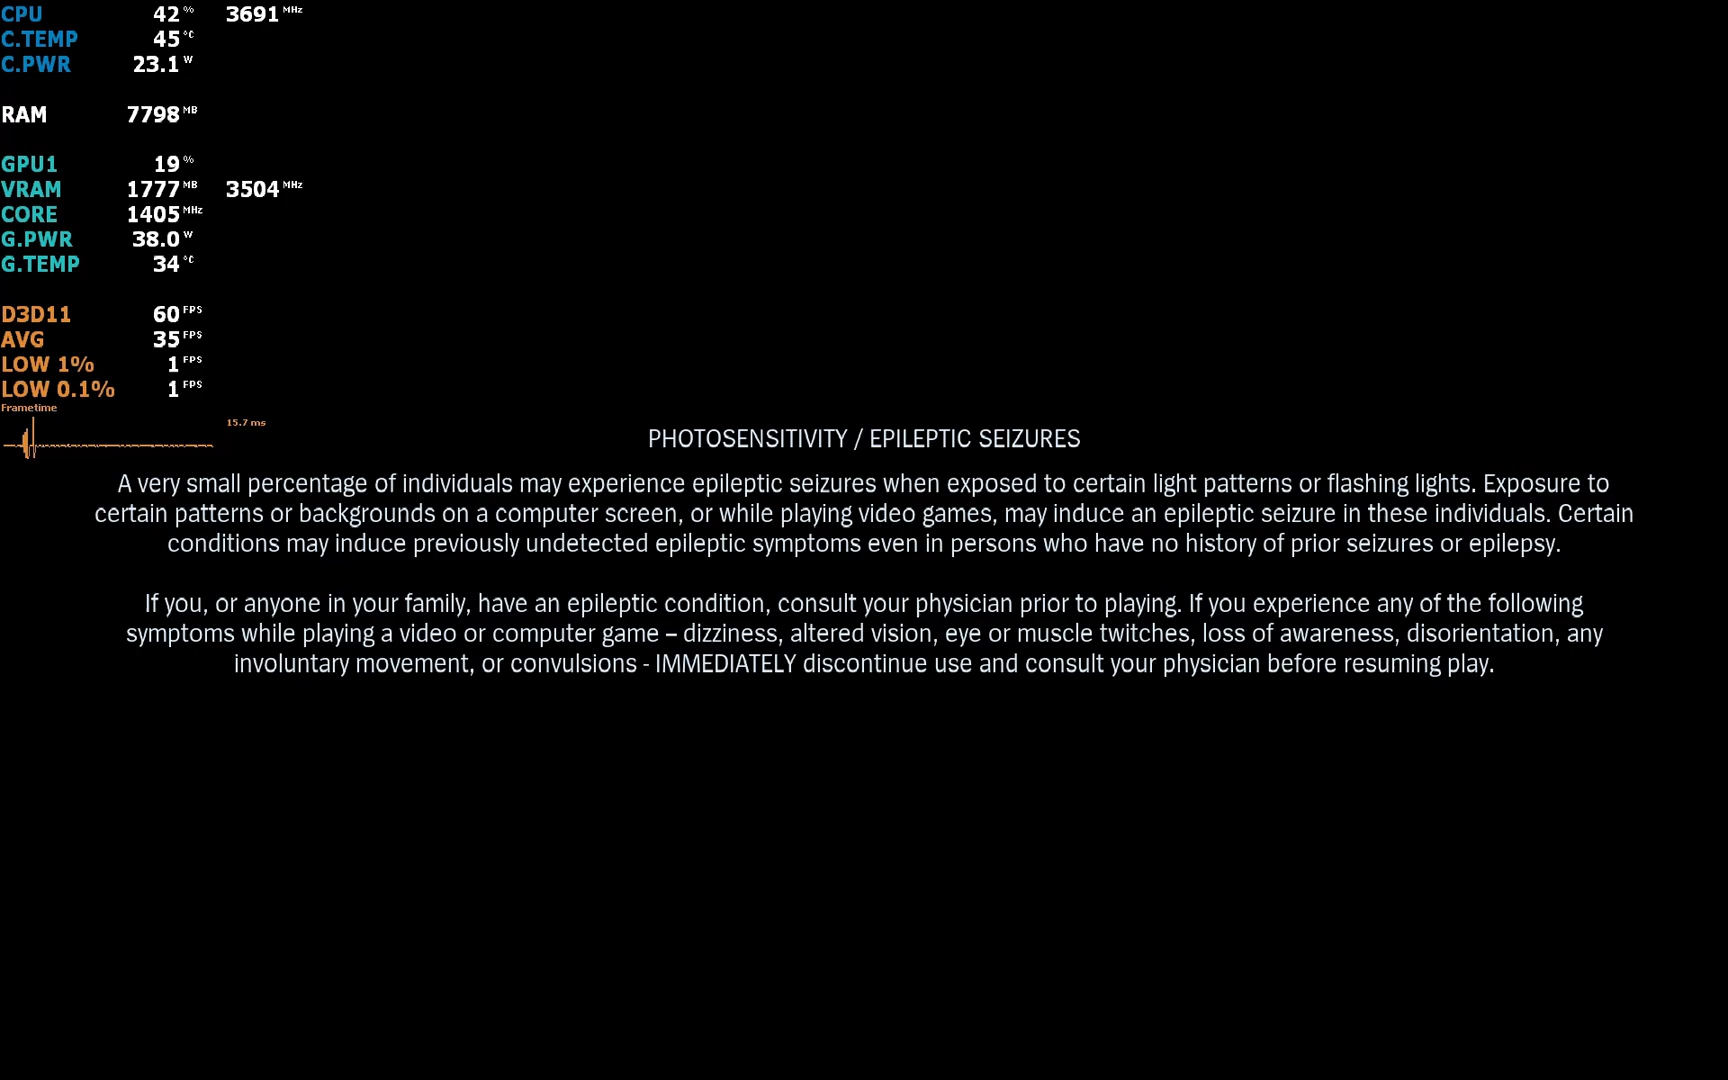 CPU 42 % 3691 MHz
C.TEMP 45 °C
C.PWR 23.1 W
RAM 7798 MB
GPU1 19 %
VRAM 1777 MB 3504 MHz
CORE 1405 MHz
G.PWR 38.0 W
G.TEMP 34 °C
D3D11 60 FPS
AVG 35 FPS
LOW 1% 1 FPS
LOW 0.1% 1 FPS
Frametime
15.7 ms
PHOTOSENSITIVITY / EPILEPTIC SEIZURES
A very small percentage of individuals may experience epileptic seizures when exposed to certain light patterns or flashing lights. Exposure to
certain patterns or backgrounds on a computer screen, or while playing video games, may induce an epileptic seizure in these individuals. Certain
conditions may induce previously undetected epileptic symptoms even in persons who have no history of prior seizures or epilepsy.
If you, or anyone in your family, have an epileptic condition, consult your physician prior to playing. If you experience any of the following
symptoms while playing a video or computer game – dizziness, altered vision, eye or muscle twitches, loss of awareness, disorientation, any
involuntary movement, or convulsions - IMMEDIATELY discontinue use and consult your physician before resuming play.